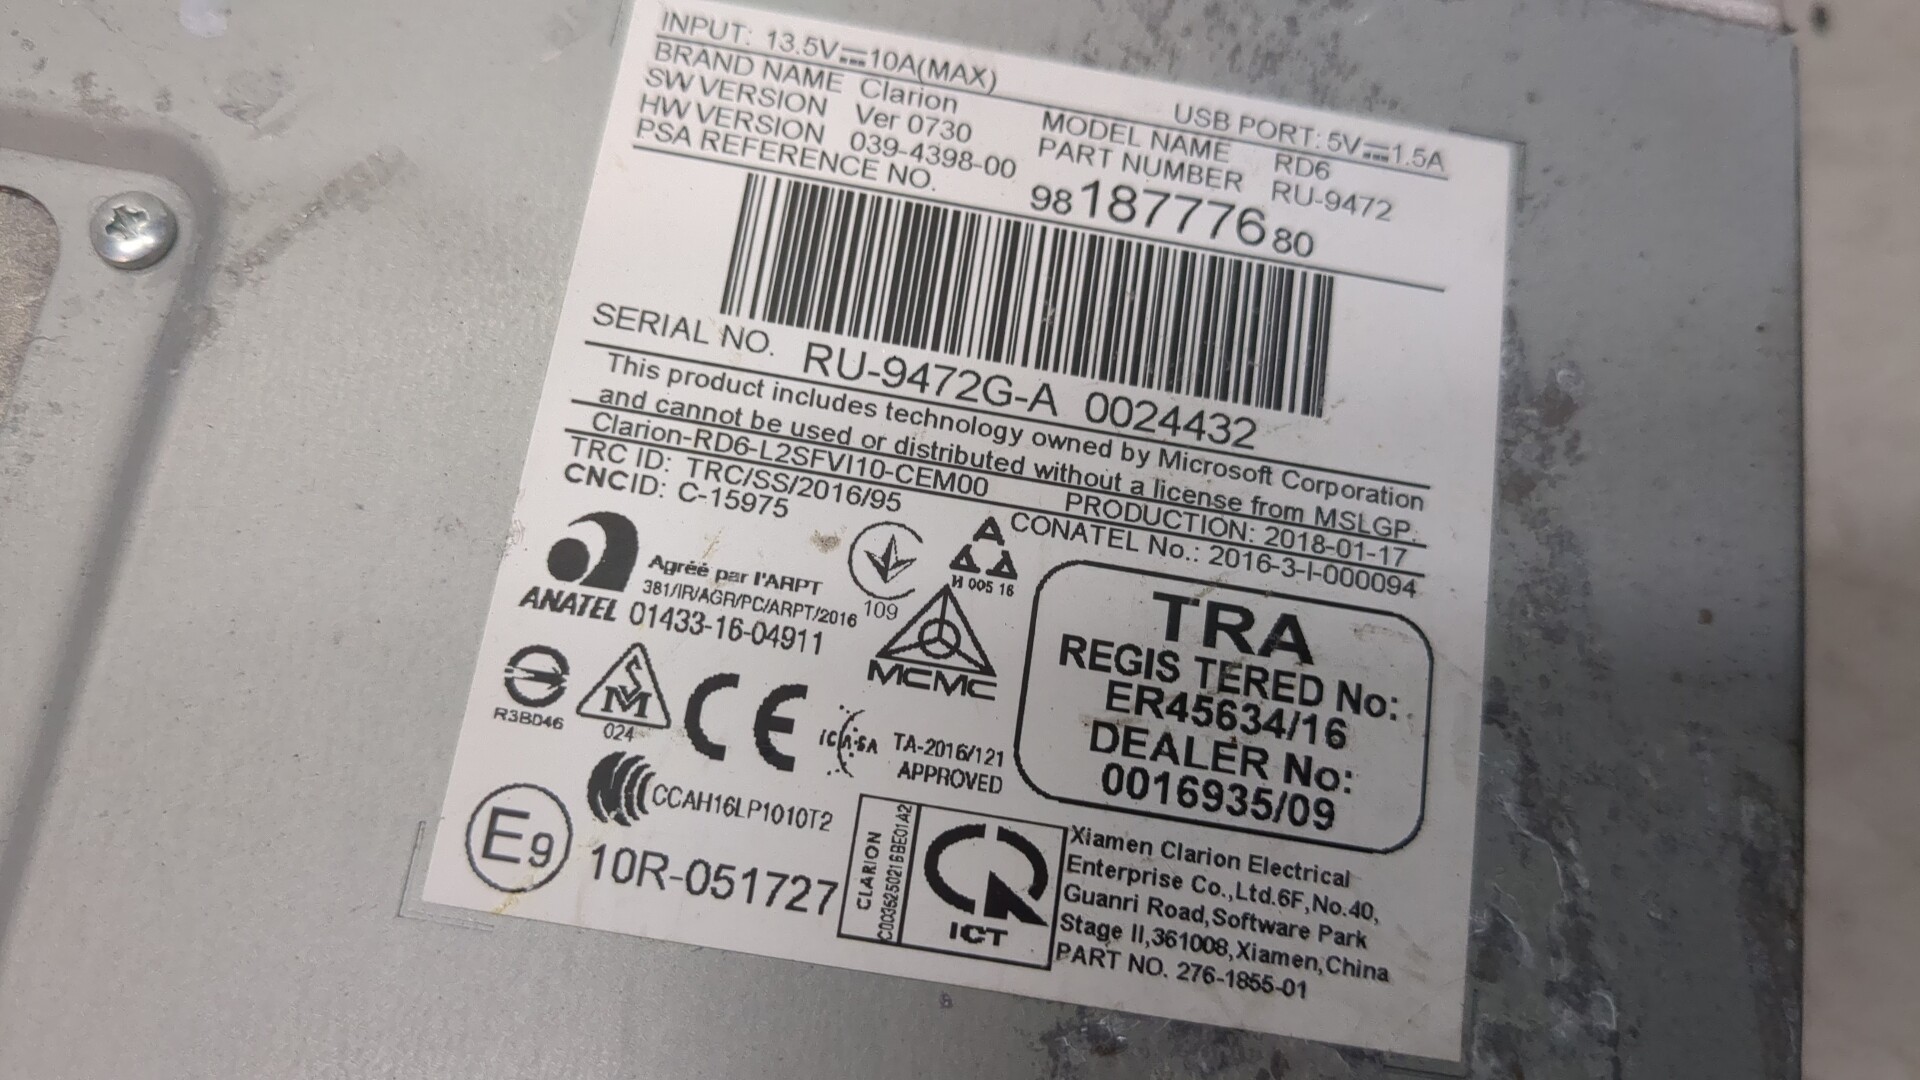 INPUT: 13.5V⎓10A(MAX) USB PORT: 5V⎓1.5A
BRAND NAME Clarion MODEL NAME RD6
SW VERSION Ver 0730 PART NUMBER RU-9472
HW VERSION 039-4398-00
PSA REFERENCE NO. 98 187776 80
SERIAL NO. RU-9472G-A 0024432
This product includes technology owned by Microsoft Corporation
and cannot be used or distributed without a license from MSLGP.
Clarion-RD6-L2SFVI10-CEM00 PRODUCTION: 2018-01-17
TRC ID: TRC/SS/2016/95 CONATEL No.: 2016-3-I-000094
CNCID: C-15975
Agréé par l'ARPT
381/IR/AGR/PC/ARPT/2016
ANATEL 01433-16-04911
109
H 005 16
MCMC
TRA
REGIS TERED No:
ER45634/16
DEALER No:
0016935/09
R3BD46
SM
024
CE
ICASA
TA-2016/121
APPROVED
CCAH16LP1010T2
E9 10R-051727
CLARION
C0035250216BE01A2
ICT
Xiamen Clarion Electrical
Enterprise Co.,Ltd.6F,No.40,
Guanri Road,Software Park
Stage II,361008,Xiamen,China
PART NO. 276-1855-01